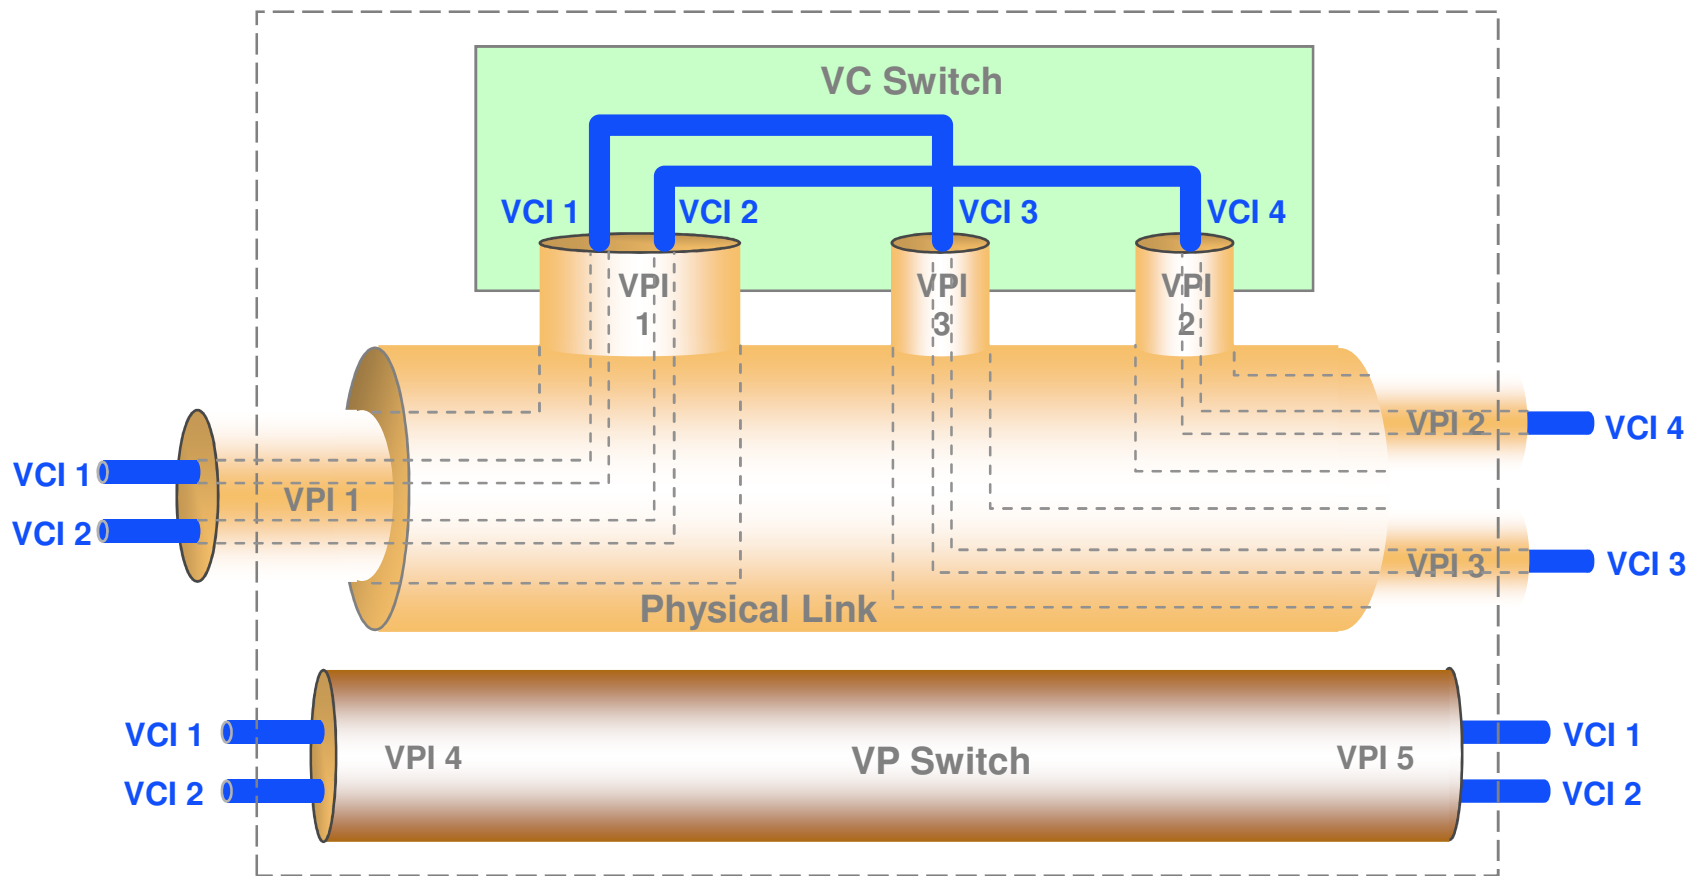 VC Switch
VCI 1
VCI 2
VCI 3
VCI 4
VPI
1
VPI
3
VPI
2
VCI 1
VCI 2
VPI 1
VPI 2
VCI 4
VPI 3
VCI 3
Physical Link
VCI 1
VCI 2
VPI 4
VP Switch
VPI 5
VCI 1
VCI 2